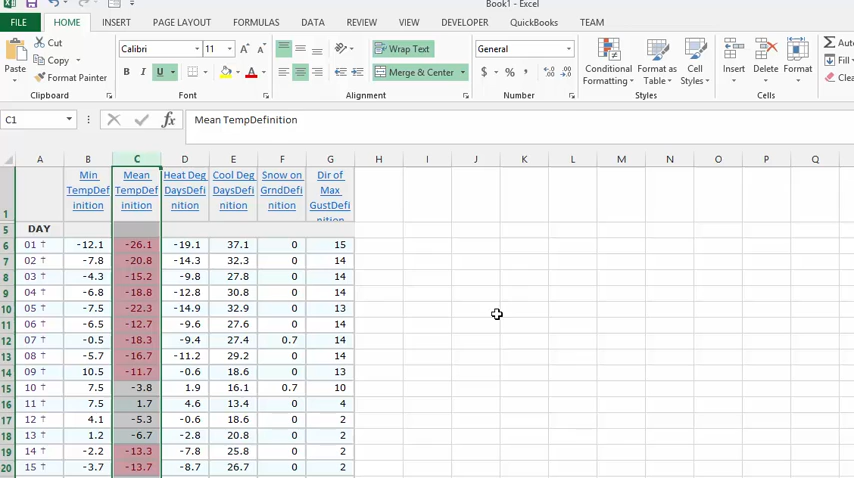 Book1 - Excel
FILE HOME INSERT PAGE LAYOUT FORMULAS DATA REVIEW VIEW DEVELOPER QuickBooks TEAM
Cut
Copy
Format Painter
Paste
Clipboard
Calibri 11
B I U
Font
Wrap Text
Merge & Center
Alignment
General
$ % ,
Number
Conditional Formatting
Format as Table
Cell Styles
Styles
Insert Delete Format
Cells
Fill
C1 Mean TempDefinition
A B C D E F G H I J K L M N O P Q
1 Min TempDefinition Mean TempDefinition Heat Deg DaysDefinition Cool Deg DaysDefinition Snow on GrndDefinition Dir of Max GustDefinition
5 DAY
6 01 † -12.1 -26.1 -19.1 37.1 0 15
7 02 † -7.8 -20.8 -14.3 32.3 0 14
8 03 † -4.3 -15.2 -9.8 27.8 0 14
9 04 † -6.8 -18.8 -12.8 30.8 0 14
10 05 † -7.5 -22.3 -14.9 32.9 0 13
11 06 † -6.5 -12.7 -9.6 27.6 0 14
12 07 † -0.5 -18.3 -9.4 27.4 0.7 14
13 08 † -5.7 -16.7 -11.2 29.2 0 14
14 09 † 10.5 -11.7 -0.6 18.6 0 13
15 10 † 7.5 -3.8 1.9 16.1 0.7 10
16 11 † 7.5 1.7 4.6 13.4 0 4
17 12 † 4.1 -5.3 -0.6 18.6 0 2
18 13 † 1.2 -6.7 -2.8 20.8 0 2
19 14 † -2.2 -13.3 -7.8 25.8 0 2
20 15 † -3.7 -13.7 -8.7 26.7 0 2